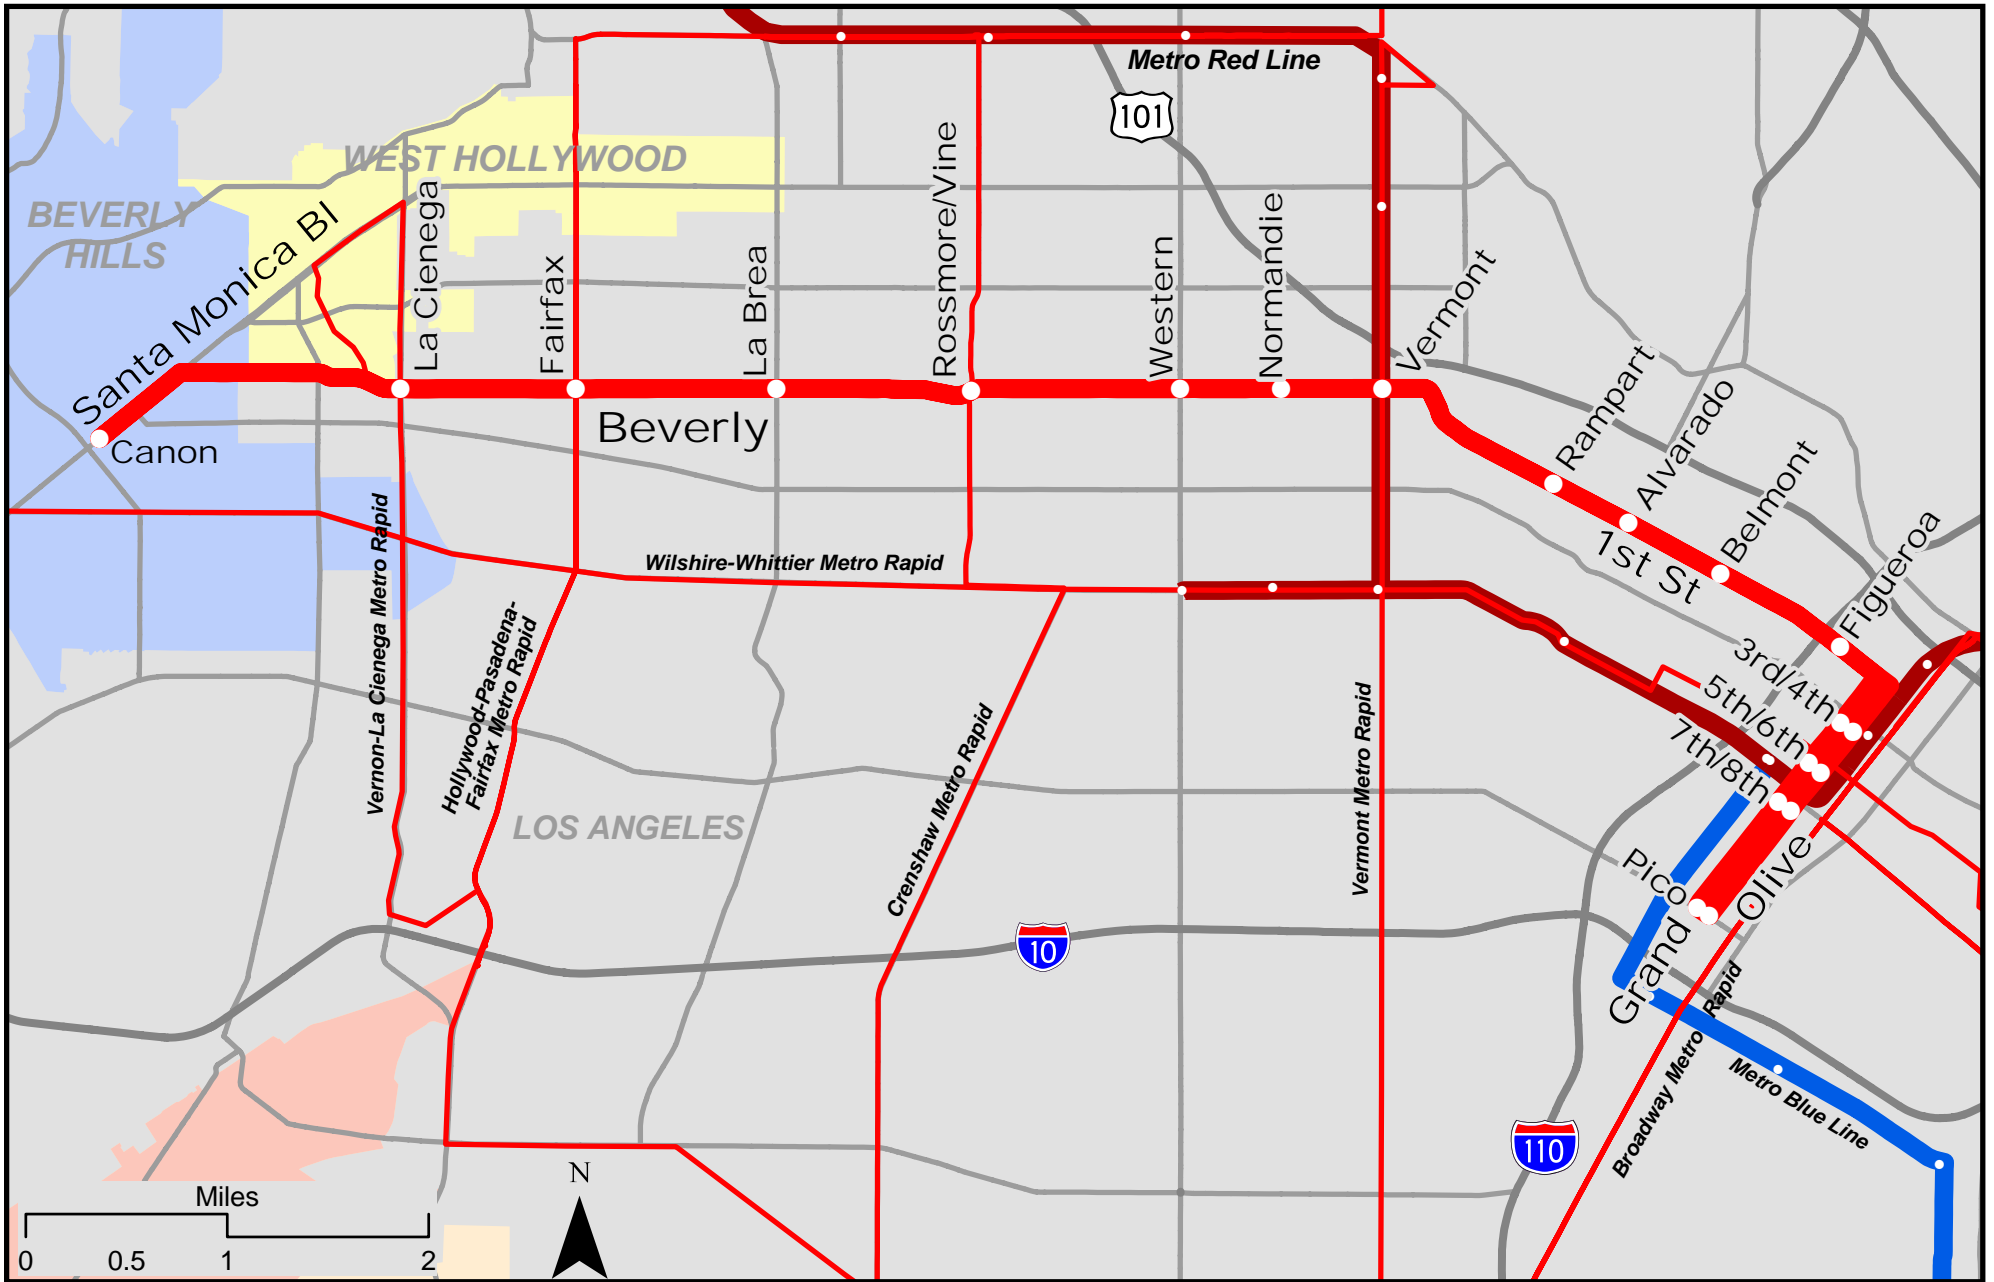 Metro Red Line
101
WEST HOLLYWOOD
BEVERLY
HILLS
Santa Monica Bl
Canon
La Cienega
Fairfax
La Brea
Rossmore/Vine
Western
Normandie
Vermont
Beverly
Rampart
Alvarado
Belmont
1st St
Figueroa
3rd/4th
5th/6th
7th/8th
Pico
Grand
Olive
Wilshire-Whittier Metro Rapid
Vernon-La Cienega Metro Rapid
Hollywood-Pasadena-
Fairfax Metro Rapid
Crenshaw Metro Rapid
Vermont Metro Rapid
LOS ANGELES
10
110
Broadway Metro Rapid
Metro Blue Line
N
Miles
0 0.5 1 2